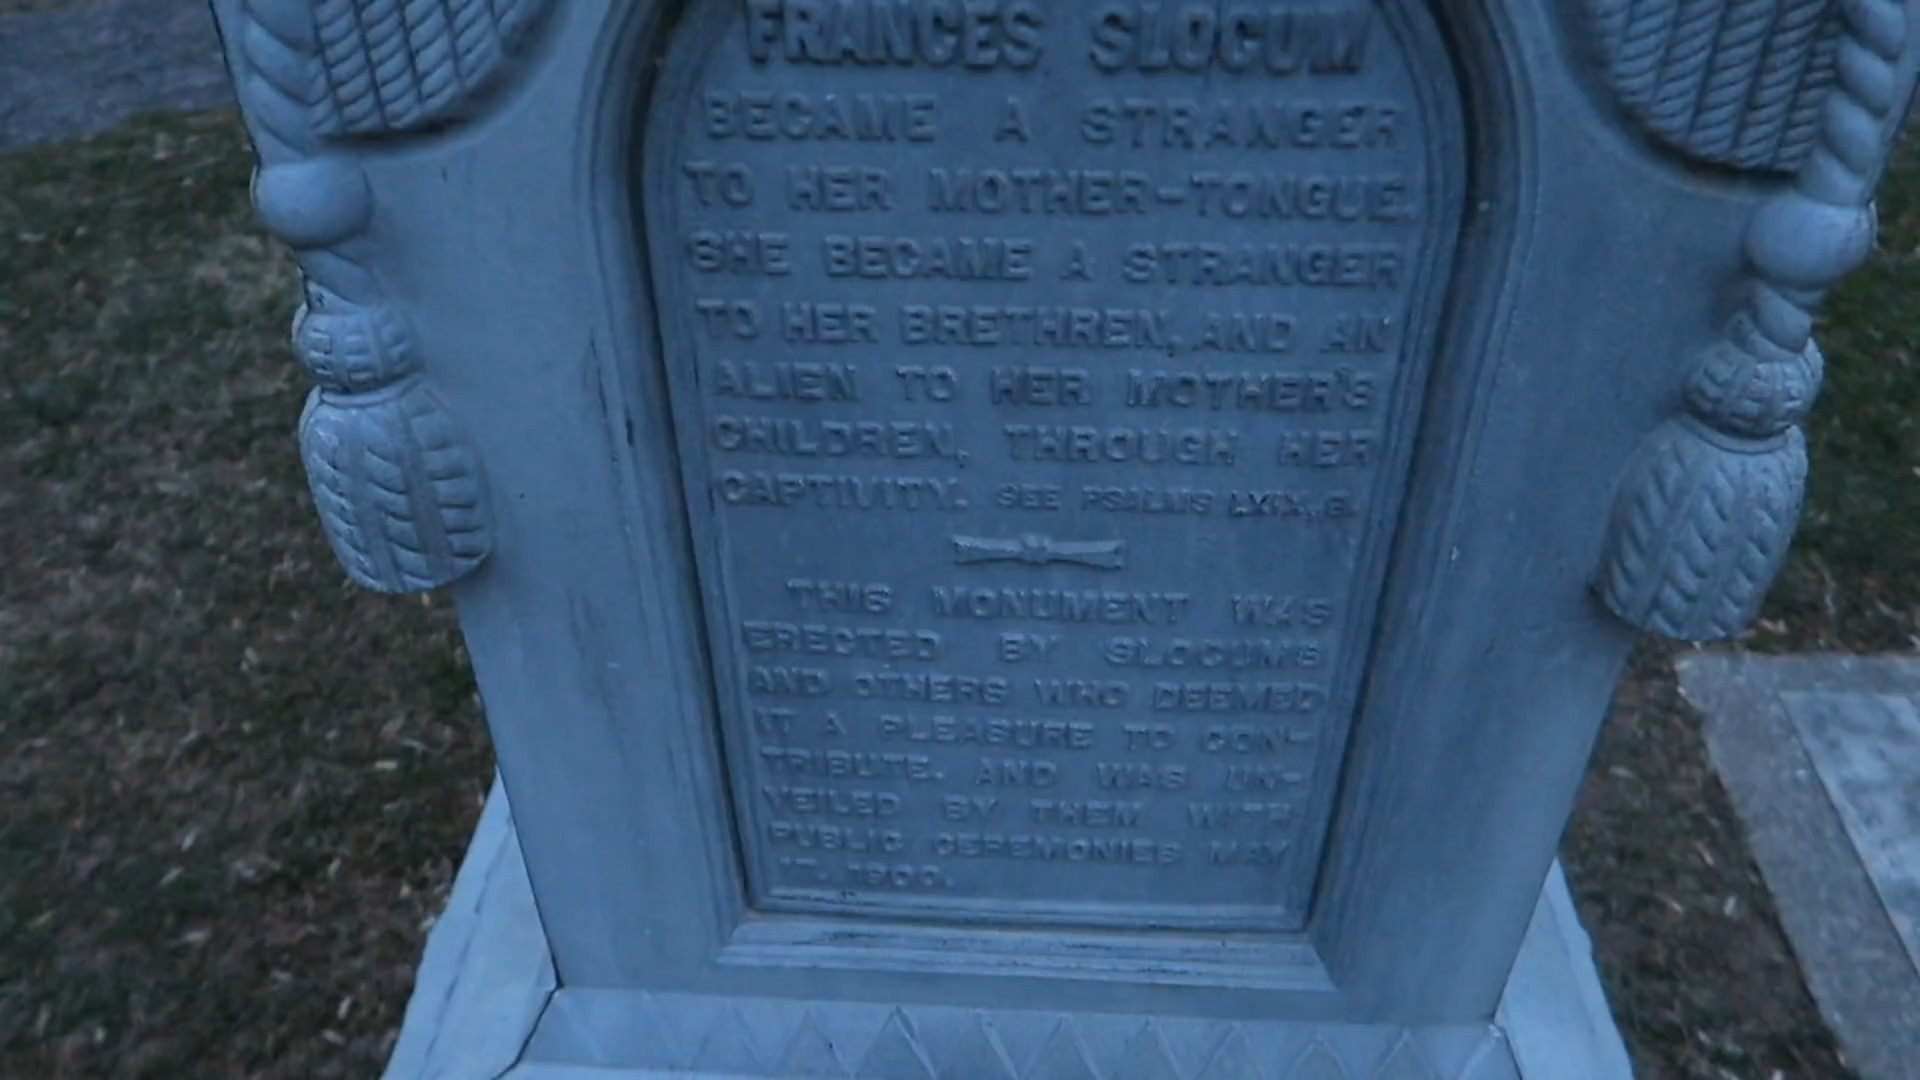 FRANCES SLOCUM
BECAME A STRANGER
TO HER MOTHER-TONGUE.
SHE BECAME A STRANGER
TO HER BRETHREN, AND AN
ALIEN TO HER MOTHER'S
CHILDREN, THROUGH HER
CAPTIVITY. SEE PSALMS LXIX, 8.
THIS MONUMENT WAS
ERECTED BY SLOCUMS
AND OTHERS WHO DEEMED
IT A PLEASURE TO CON-
TRIBUTE. AND WAS UN-
VEILED BY THEM WITH
PUBLIC CEREMONIES MAY
17. 1900.